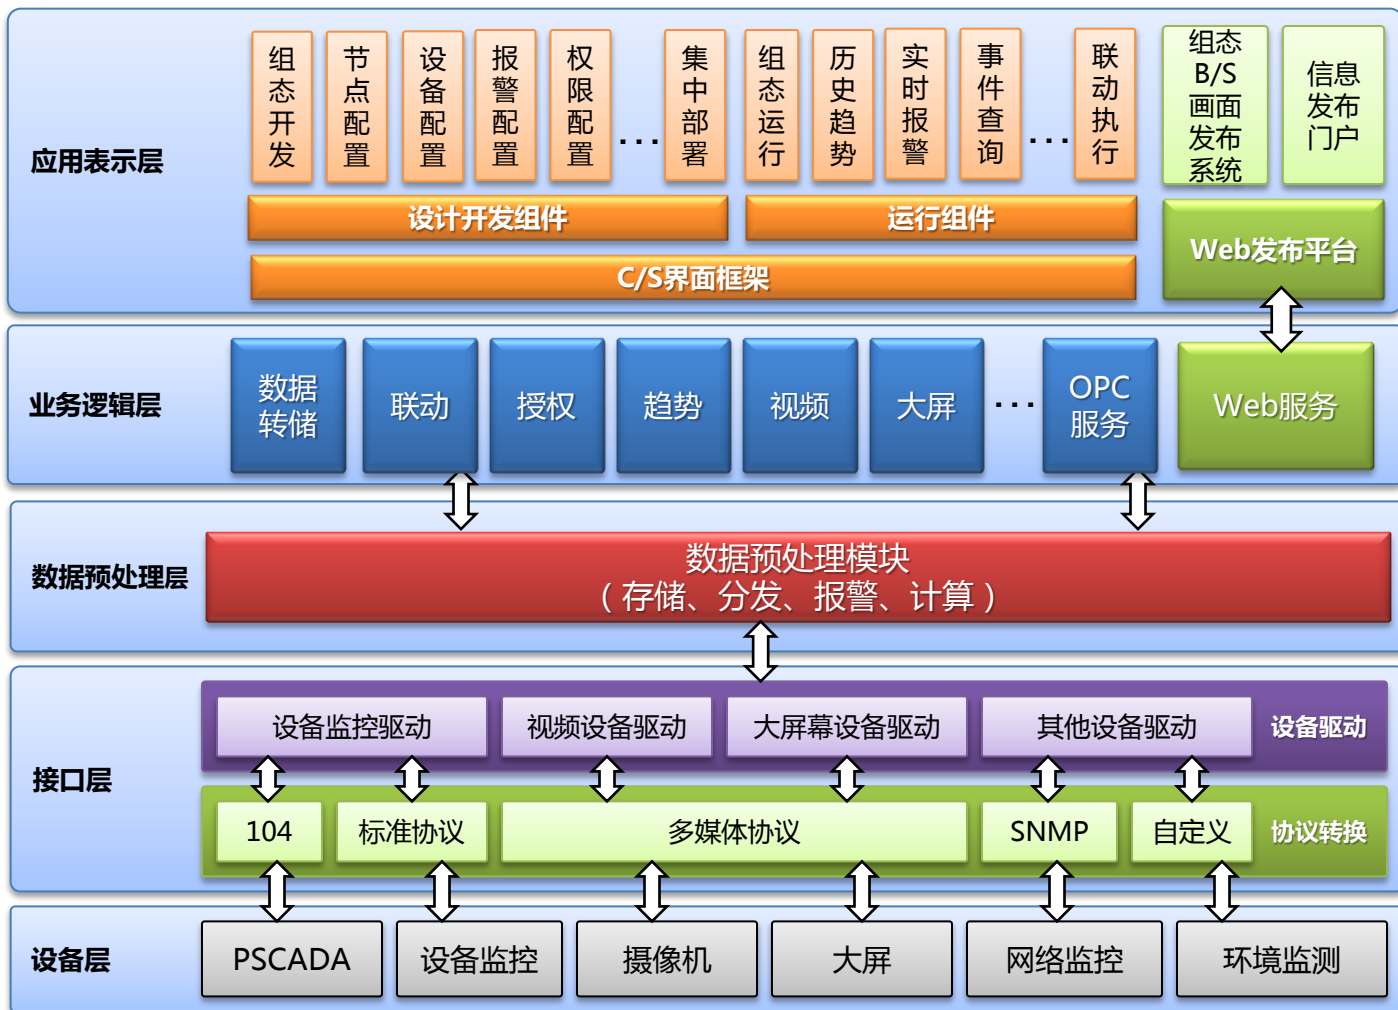 应用表示层
组态开发
节点配置
设备配置
报警配置
权限配置
...
集中部署
组态运行
历史趋势
实时报警
事件查询
...
联动执行
组态
B/S
画面
发布
系统
信息
发布
门户
设计开发组件
运行组件
C/S界面框架
Web发布平台
业务逻辑层
数据
转储
联动
授权
趋势
视频
大屏
...
OPC
服务
Web服务
数据预处理层
数据预处理模块
（存储、分发、报警、计算）
接口层
设备监控驱动
视频设备驱动
大屏幕设备驱动
其他设备驱动
设备驱动
104
标准协议
多媒体协议
SNMP
自定义
协议转换
设备层
PSCADA
设备监控
摄像机
大屏
网络监控
环境监测